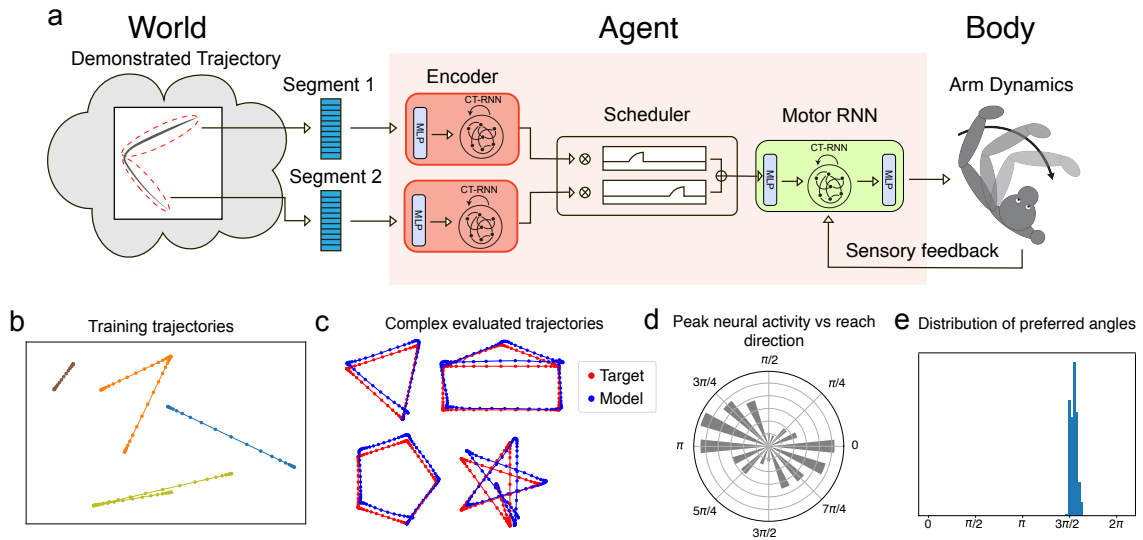 a
World
Agent
Body
Demonstrated Trajectory
Segment 1
Segment 2
Encoder
CT-RNN
MLP
CT-RNN
MLP
Scheduler
Motor RNN
CT-RNN
MLP
MLP
Arm Dynamics
Sensory feedback
b
Training trajectories
c
Complex evaluated trajectories
Target
Model
d
Peak neural activity vs reach
direction
π/2
3π/4
π/4
π
0
5π/4
7π/4
3π/2
e
Distribution of preferred angles
0
π/2
π
3π/2
2π